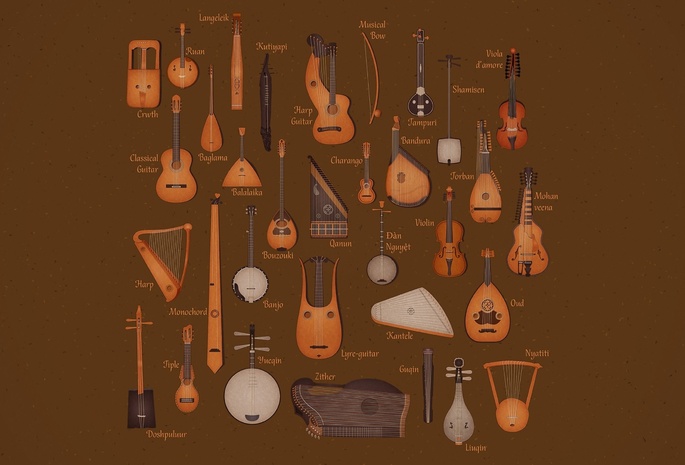 Langeleik
Ruan
Kutiyapi
Musical
Bow
Viola
d'amore
Crwth
Harp
Guitar
Tampuri
Shamisen
Classical
Guitar
Baglama
Balalaika
Charango
Bandura
Torban
Mohan
veena
Bouzouki
Qanun
Đàn
Nguyệt
Violin
Harp
Monochord
Banjo
Lyre-guitar
Kantele
Oud
Tiple
Yueqin
Zither
Guqin
Nyatiti
Doshpuluur
Liuqin